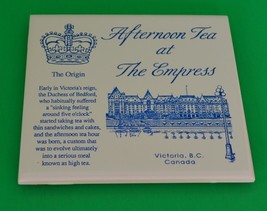 Afternoon Tea
at
The Empress
The Origin
Early in Victoria's reign,
the Duchess of Bedford,
who habitually suffered
a "sinking feeling
around five o'clock"
started taking tea with
thin sandwiches and cakes,
and the afternoon tea hour
was born, a custom that
was to evolve ultimately
into a serious meal
known as high tea.
Victoria, B.C.
Canada